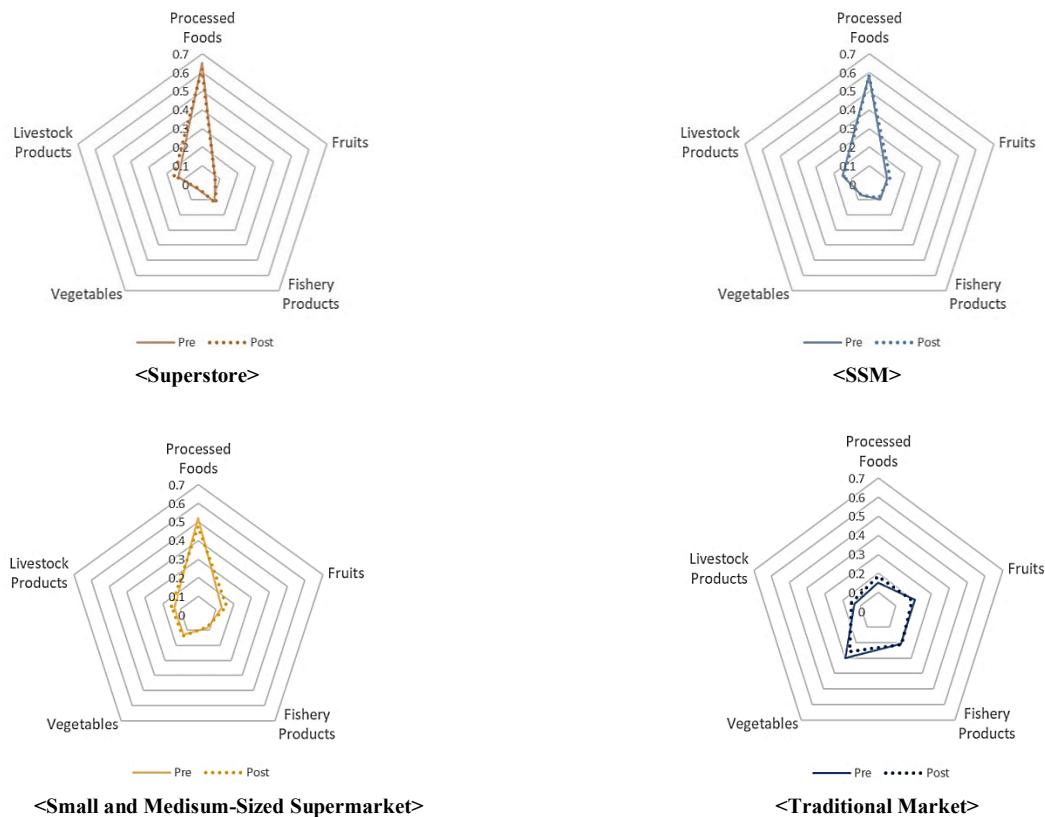 Processed
Foods
0.7
0.6
0.5
0.4
0.3
0.2
0.1
0
Livestock
Products
Fruits
Vegetables
Fishery
Products
Pre Post
<Superstore>
Processed
Foods
0.7
0.6
0.5
0.4
0.3
0.2
0.1
0
Livestock
Products
Fruits
Vegetables
Fishery
Products
Pre Post
<SSM>
Processed
Foods
0.7
0.6
0.5
0.4
0.3
0.2
0.1
0
Livestock
Products
Fruits
Vegetables
Fishery
Products
Pre Post
<Small and Medisum-Sized Supermarket>
Processed
Foods
0.7
0.6
0.5
0.4
0.3
0.2
0.1
0
Livestock
Products
Fruits
Vegetables
Fishery
Products
Pre Post
<Traditional Market>